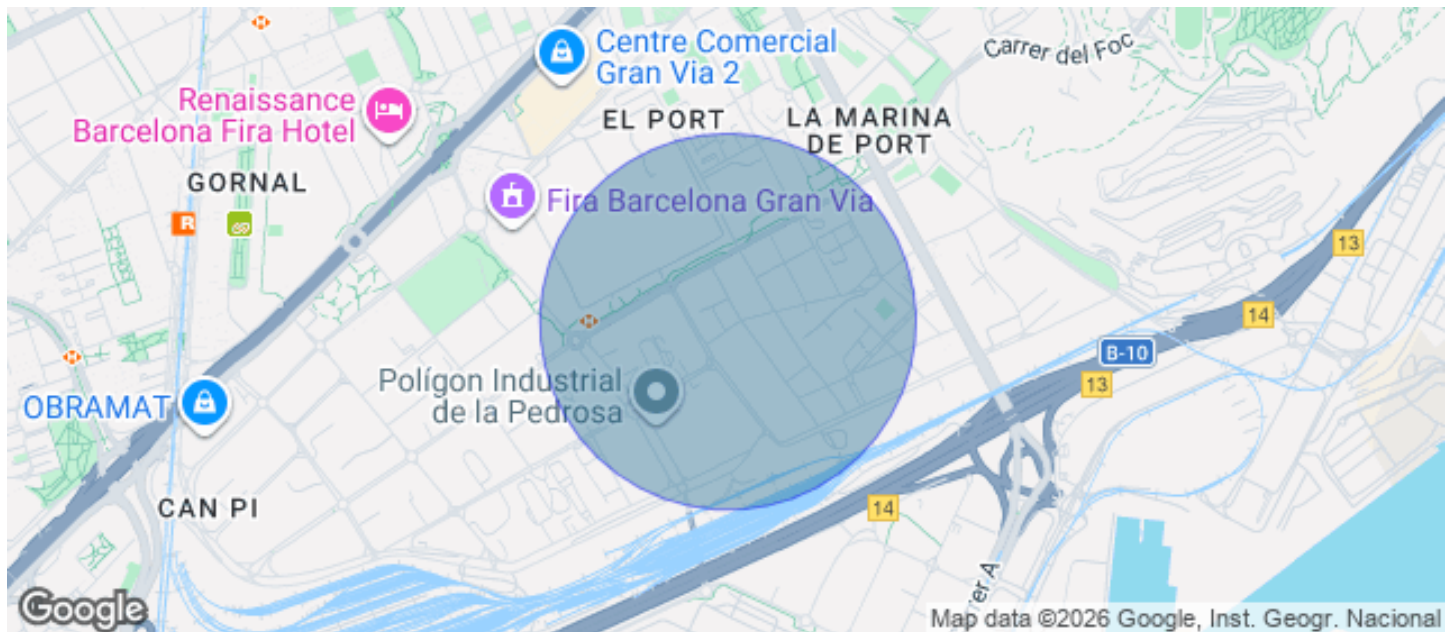 Centre Comercial
Gran Via 2
Carrer del Foc
Renaissance
Barcelona Fira Hotel
EL PORT
LA MARINA
DE PORT
GORNAL
R
Fira Barcelona Gran Via
13
14
B-10
13
Polígon Industrial
de la Pedrosa
OBRAMAT
CAN PI
14
er A
Google
Map data ©2026 Google, Inst. Geogr. Nacional